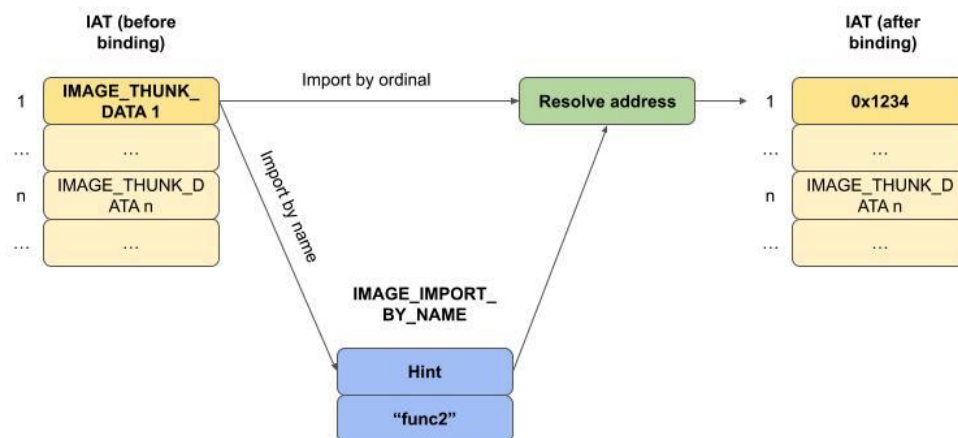 IAT (before
binding)
1
IMAGE_THUNK_
DATA 1
…
…
n
IMAGE_THUNK_D
ATA n
…
…
Import by ordinal
Import by name
Resolve address
IMAGE_IMPORT_
BY_NAME
Hint
“func2”
IAT (after
binding)
1
0x1234
…
…
n
IMAGE_THUNK_D
ATA n
…
…